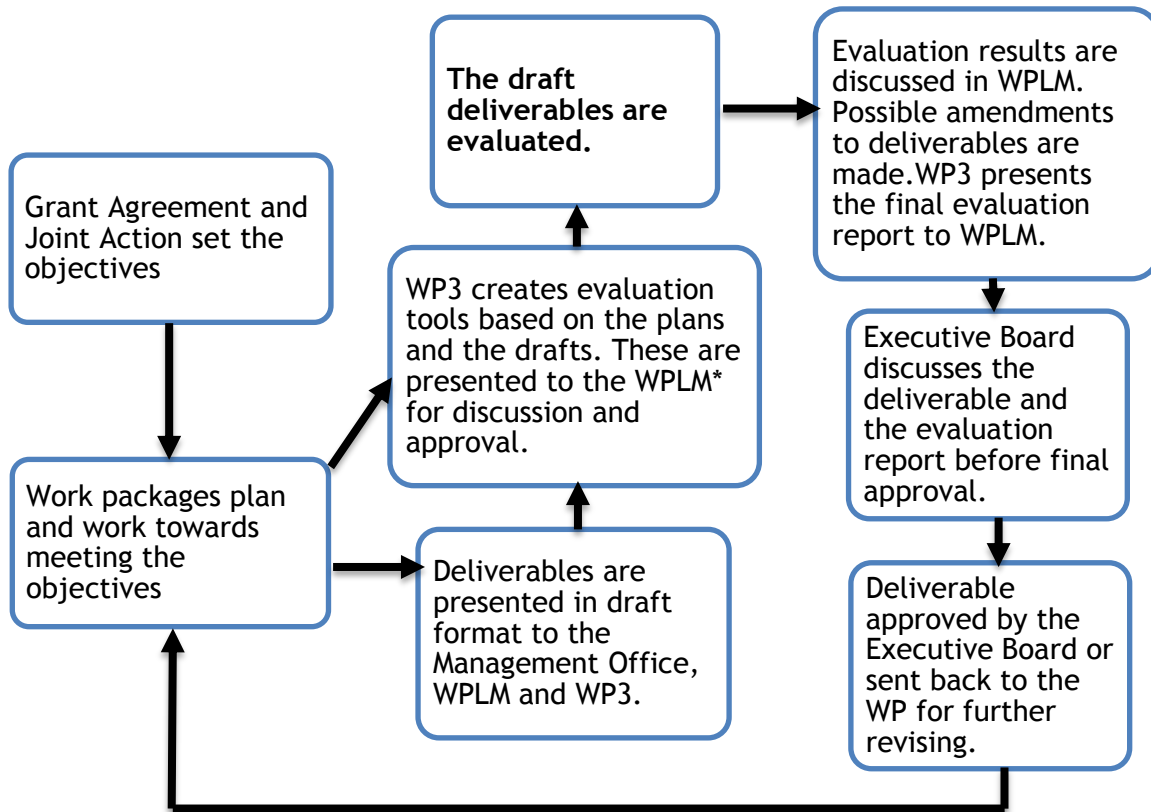 Grant Agreement and
Joint Action set the
objectives
Work packages plan
and work towards
meeting the
objectives
Deliverables are
presented in draft
format to the
Management Office,
WPLM and WP3.
WP3 creates evaluation
tools based on the plans
and the drafts. These are
presented to the WPLM*
for discussion and
approval.
The draft
deliverables are
evaluated.
Evaluation results are
discussed in WPLM.
Possible amendments
to deliverables are
made.WP3 presents
the final evaluation
report to WPLM.
Executive Board
discusses the
deliverable and
the evaluation
report before final
approval.
Deliverable
approved by the
Executive Board or
sent back to the
WP for further
revising.